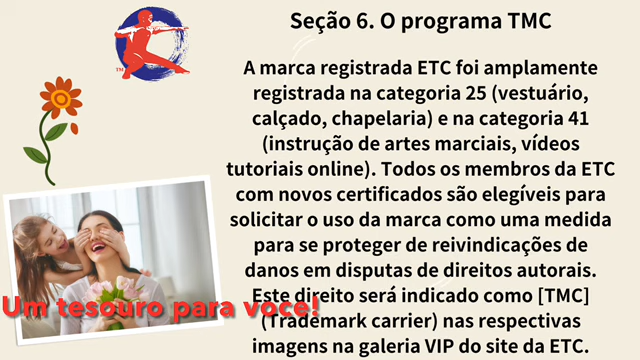 Seção 6. O programa TMC
A marca registrada ETC foi amplamente
registrada na categoria 25 (vestuário,
calçado, chapelaria) e na categoria 41
(instrução de artes marciais, vídeos
tutoriais online). Todos os membros da ETC
com novos certificados são elegíveis para
solicitar o uso da marca como uma medida
para se proteger de reivindicações de
danos em disputas de direitos autorais.
Este direito será indicado como [TMC]
(Trademark carrier) nas respectivas
imagens na galeria VIP do site da ETC.
TM
Um tesouro para você!